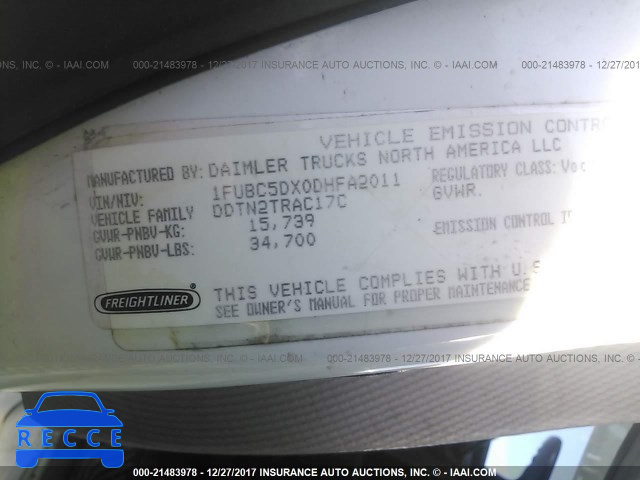 000-21483978 - 12/27/2017 INSURANCE AUTO AUCTIONS, INC. - © - IAAI.COM
VEHICLE EMISSION CONTR
MANUFACTURED BY: DAIMLER TRUCKS NORTH AMERICA LLC
VIN/NIV: 1FUBC5DX0DHFA2011 REGULATORY CLASS: Voc
VEHICLE FAMILY DDTN2TRAC17C GVWR.
GVWR-PNBV-KG: 15,739 EMISSION CONTROL
GVWR-PNBV-LBS: 34,700
FREIGHTLINER ® THIS VEHICLE COMPLIES WITH U.S
SEE OWNER'S MANUAL FOR PROPER MAINTENANCE
000-21483978 - 12/27/2017 INSURANCE AUTO AUCTIONS, INC. - © - IAAI.COM
RECCE
000-21483978 - 12/27/2017 INSURANCE AUTO AUCTIONS, INC. - © - IAAI.COM